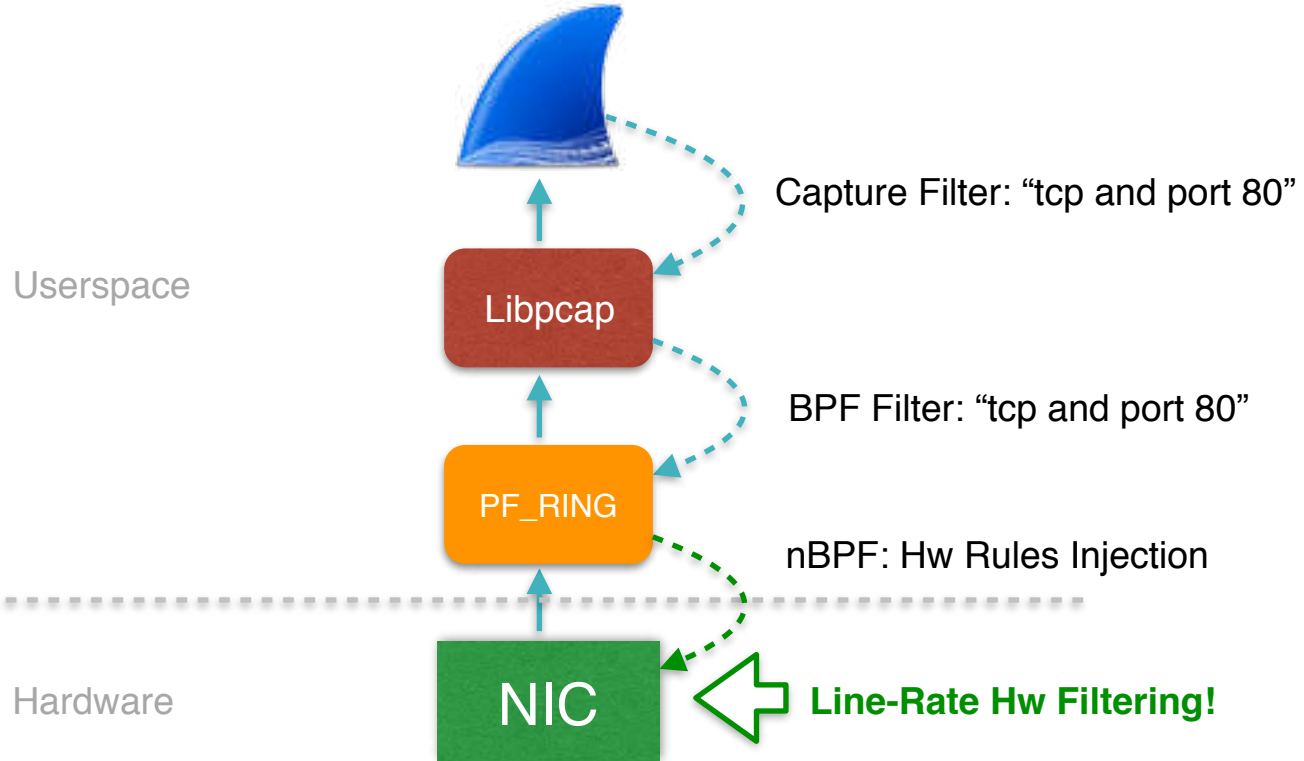 Capture Filter: “tcp and port 80”
Userspace
Libpcap
BPF Filter: “tcp and port 80”
PF_RING
nBPF: Hw Rules Injection
Hardware
NIC
Line-Rate Hw Filtering!